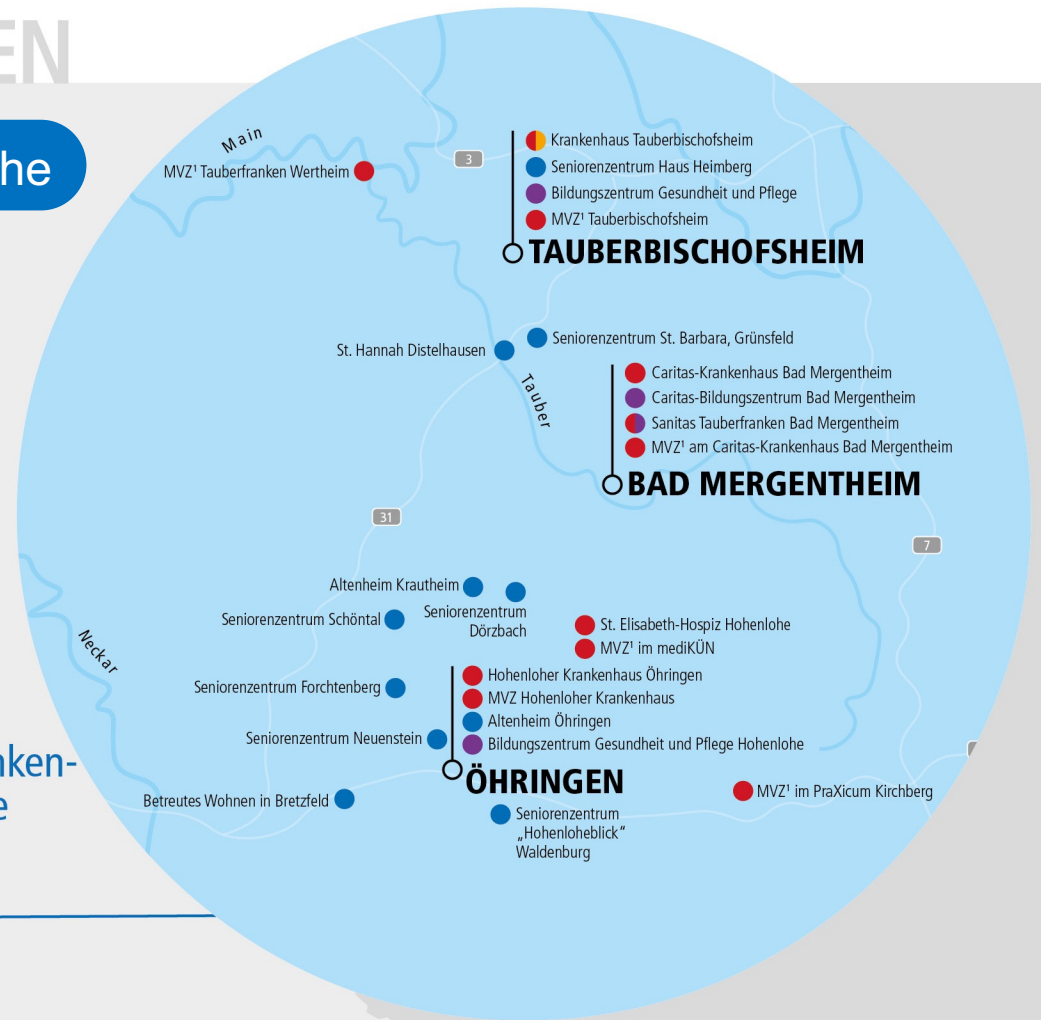 EN
he
Main
MVZ¹ Tauberfranken Wertheim
3
Krankenhaus Tauberbischofsheim
Seniorenzentrum Haus Heimberg
Bildungszentrum Gesundheit und Pflege
MVZ¹ Tauberbischofsheim
TAUBERBISCHOFSHEIM
St. Hannah Distelhausen
Seniorenzentrum St. Barbara, Grünsfeld
Tauber
Caritas-Krankenhaus Bad Mergentheim
Caritas-Bildungszentrum Bad Mergentheim
Sanitas Tauberfranken Bad Mergentheim
MVZ¹ am Caritas-Krankenhaus Bad Mergentheim
BAD MERGENTHEIM
31
7
Altenheim Krautheim
Seniorenzentrum
Dörzbach
Seniorenzentrum Schöntal
St. Elisabeth-Hospiz Hohenlohe
MVZ¹ im mediKÜN
Neckar
Seniorenzentrum Forchtenberg
Hohenloher Krankenhaus Öhringen
MVZ Hohenloher Krankenhaus
Altenheim Öhringen
Bildungszentrum Gesundheit und Pflege Hohenlohe
Seniorenzentrum Neuenstein
ÖHRINGEN
nken-
e
Betreutes Wohnen in Bretzfeld
MVZ¹ im PraXicum Kirchberg
Seniorenzentrum
„Hohenloheblick"
Waldenburg